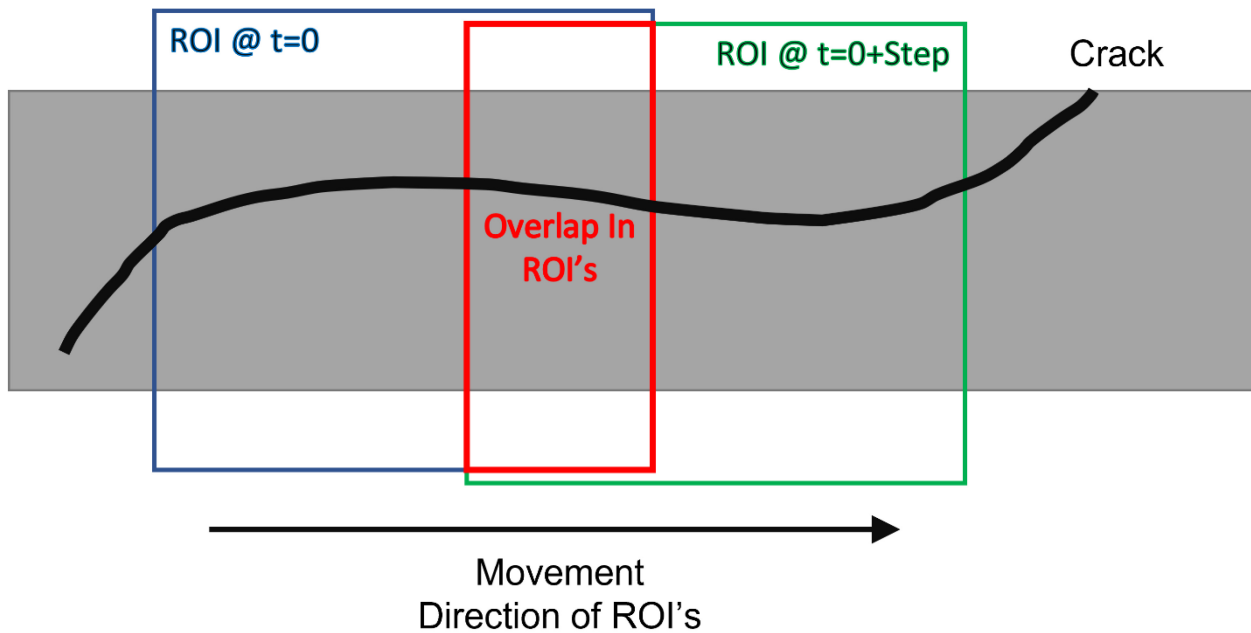 ROI @ t=0
ROI @ t=0+Step
Crack
Overlap In
ROI's
Movement
Direction of ROI's